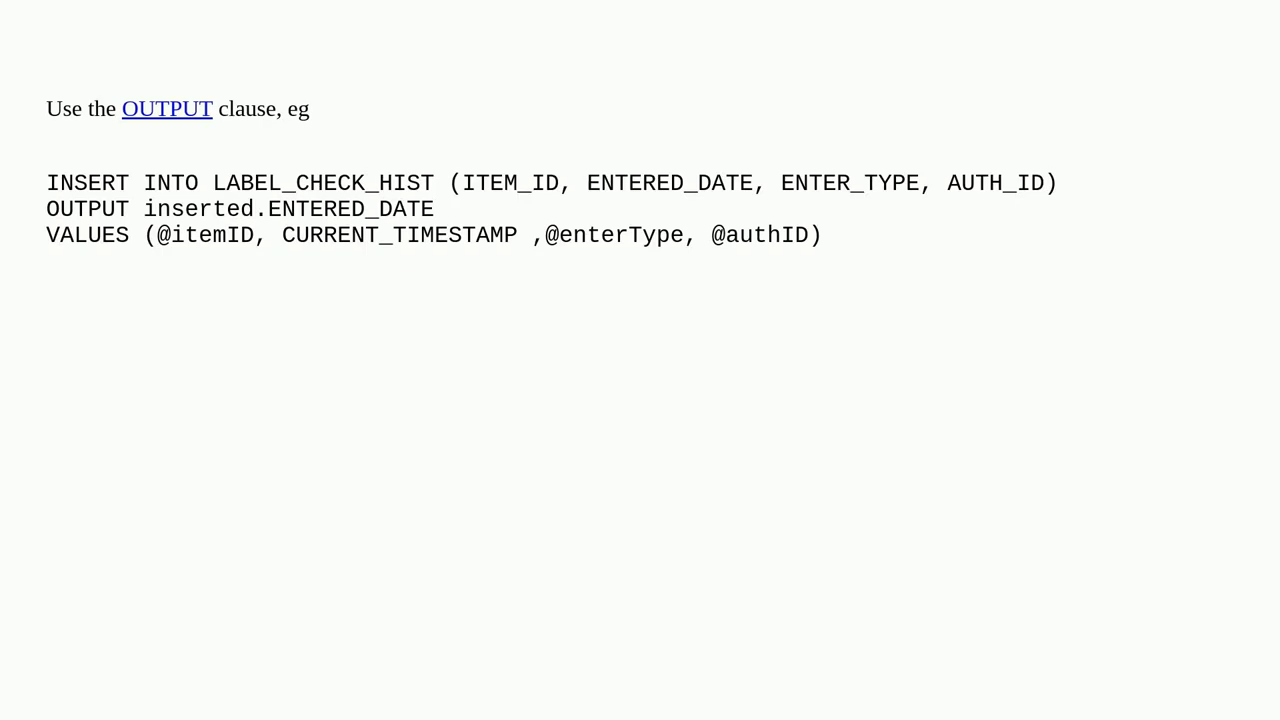 Use the OUTPUT clause, eg
INSERT INTO LABEL_CHECK_HIST (ITEM_ID, ENTERED_DATE, ENTER_TYPE, AUTH_ID)
OUTPUT inserted.ENTERED_DATE
VALUES (@itemID, CURRENT_TIMESTAMP ,@enterType, @authID)